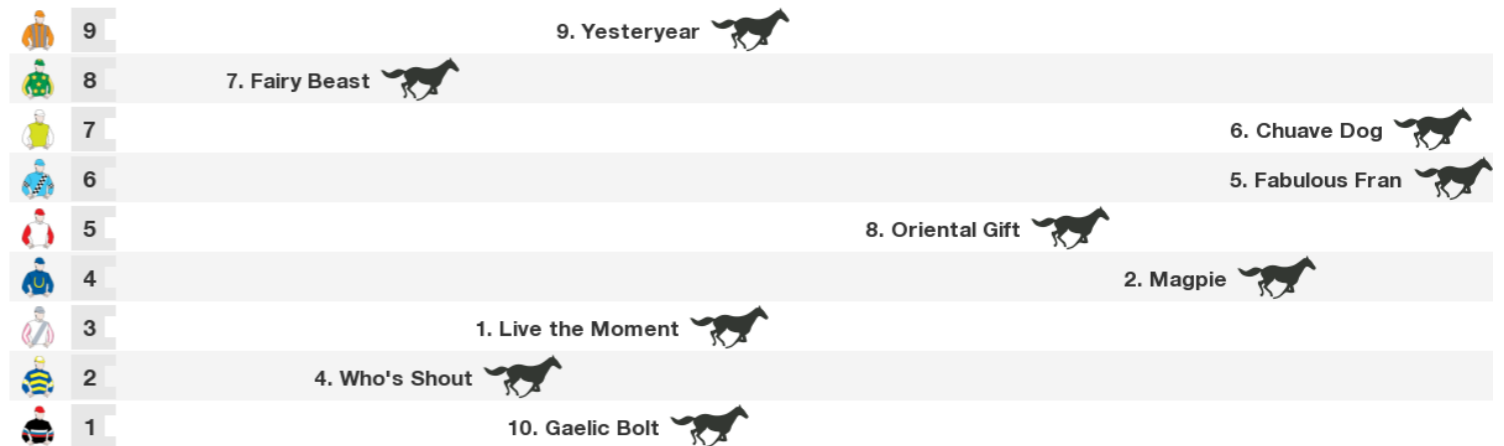 9 9. Yesteryear
8 7. Fairy Beast
7 6. Chuave Dog
6 5. Fabulous Fran
5 8. Oriental Gift
4 2. Magpie
3 1. Live the Moment
2 4. Who's Shout
1 10. Gaelic Bolt